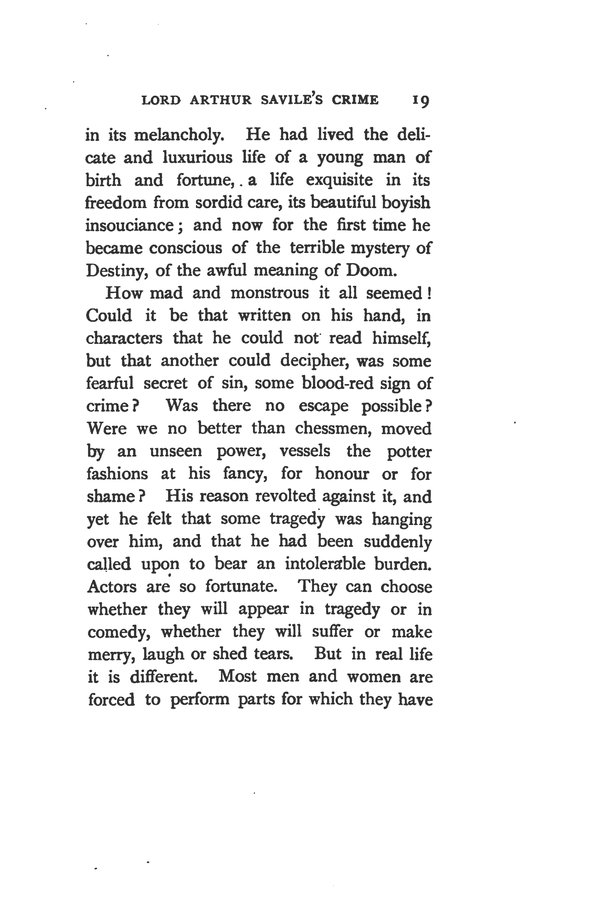 LORD ARTHUR SAVILE'S CRIME 19
in its melancholy. He had lived the deli-
cate and luxurious life of a young man of
birth and fortune, . a life exquisite in its
freedom from sordid care, its beautiful boyish
insouciance ; and now for the first time he
became conscious of the terrible mystery of
Destiny, of the awful meaning of Doom.
How mad and monstrous it all seemed !
Could it be that written on his hand, in
characters that he could not read himself,
but that another could decipher, was some
fearful secret of sin, some blood-red sign of
crime ? Was there no escape possible ?
Were we no better than chessmen, moved
by an unseen power, vessels the potter
fashions at his fancy, for honour or for
shame ? His reason revolted against it, and
yet he felt that some tragedy was hanging
over him, and that he had been suddenly
called upon to bear an intolerable burden.
Actors are so fortunate. They can choose
whether they will appear in tragedy or in
comedy, whether they will suffer or make
merry, laugh or shed tears. But in real life
it is different. Most men and women are
forced to perform parts for which they have